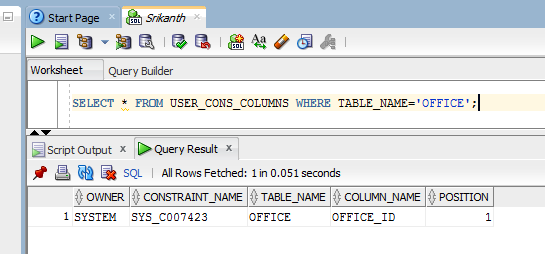 Start Page Srikanth
Worksheet Query Builder
SELECT * FROM USER_CONS_COLUMNS WHERE TABLE_NAME='OFFICE';
Script Output Query Result
SQL All Rows Fetched: 1 in 0.051 seconds
OWNER CONSTRAINT_NAME TABLE_NAME COLUMN_NAME POSITION
1 SYSTEM SYS_C007423 OFFICE OFFICE_ID 1